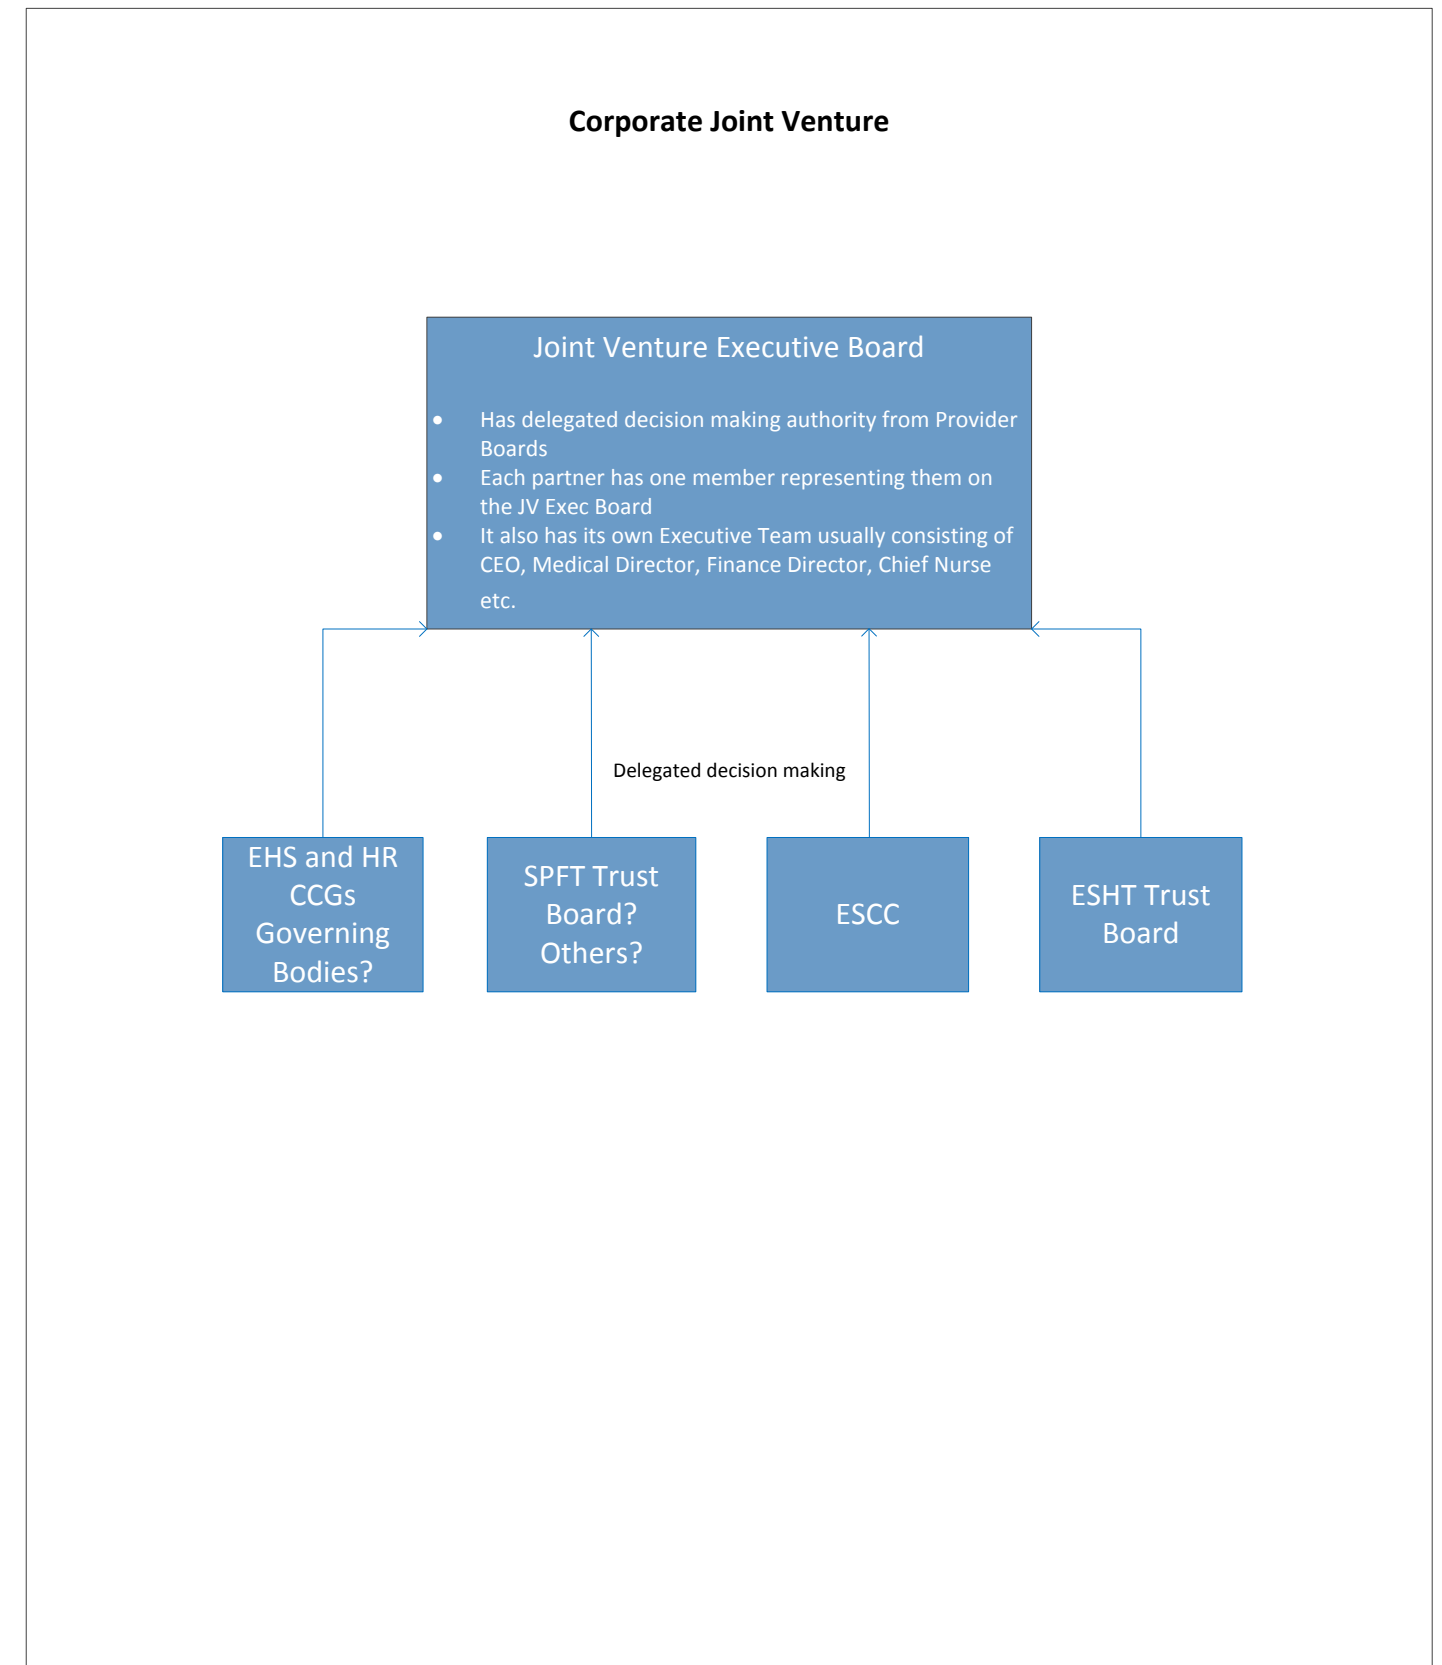 Corporate Joint Venture
Joint Venture Executive Board
• Has delegated decision making authority from Provider
Boards
• Each partner has one member representing them on
the JV Exec Board
• It also has its own Executive Team usually consisting of
CEO, Medical Director, Finance Director, Chief Nurse
etc.
Delegated decision making
EHS and HR
CCGs
Governing
Bodies?
SPFT Trust
Board?
Others?
ESCC
ESHT Trust
Board